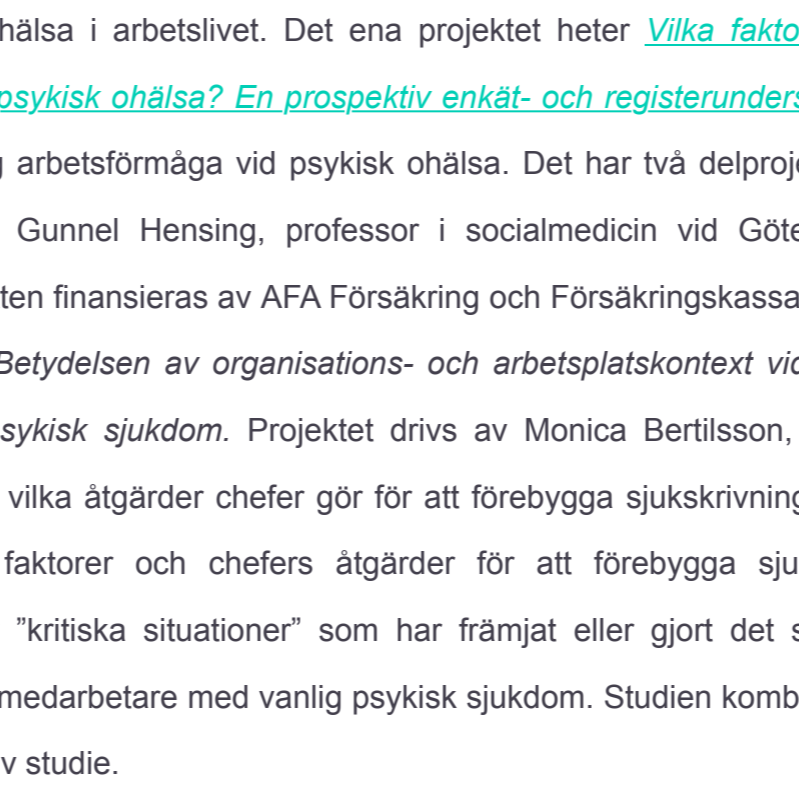 hälsa i arbetslivet. Det ena projektet heter Vilka fakto
psykisk ohälsa? En prospektiv enkät- och registerunders
g arbetsförmåga vid psykisk ohälsa. Det har två delproj
Gunnel Hensing, professor i socialmedicin vid Göte
ten finansieras av AFA Försäkring och Försäkringskassa
Betydelsen av organisations- och arbetsplatskontext vid
sykisk sjukdom. Projektet drivs av Monica Bertilsson,
vilka åtgärder chefer gör för att förebygga sjukskrivning
faktorer och chefers åtgärder för att förebygga sju
”kritiska situationer” som har främjat eller gjort det s
medarbetare med vanlig psykisk sjukdom. Studien komb
v studie.